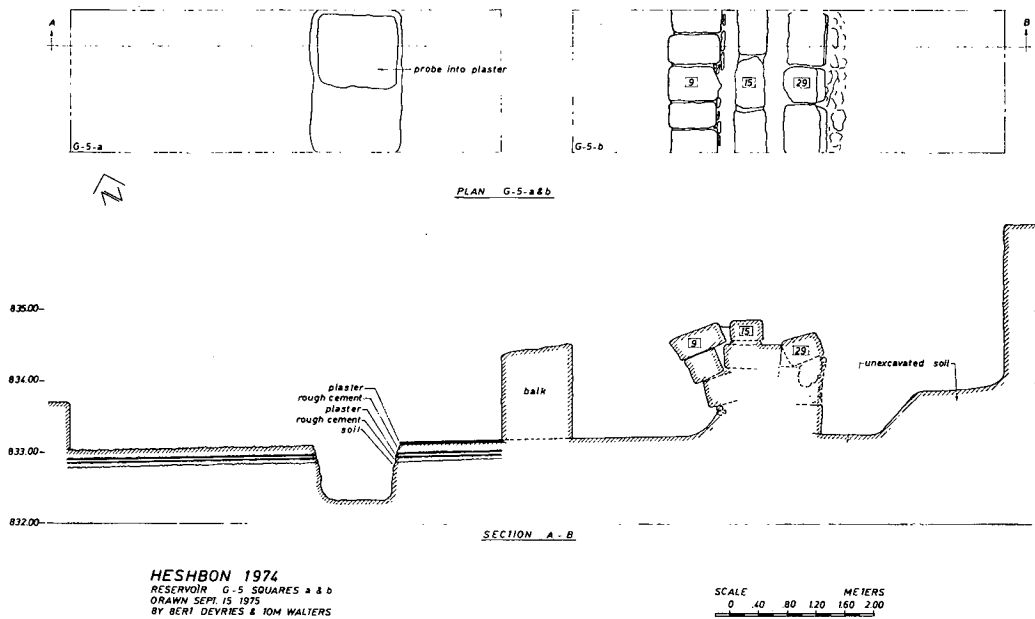 A
B
probe into plaster
9
15
29
G-5-a
G-5-b
N
PLAN G-5-a&b
835.00
834.00
833.00
832.00
plaster
rough cement
plaster
rough cement
soil
balk
9
15
29
unexcavated soil
SECTION A - B
HESHBON 1974
RESERVOIR G-5 SQUARES a & b
DRAWN SEPT. 15 1975
BY BERT DEVRIES & TOM WALTERS
SCALE METERS
0 .40 .80 1.20 1.60 2.00